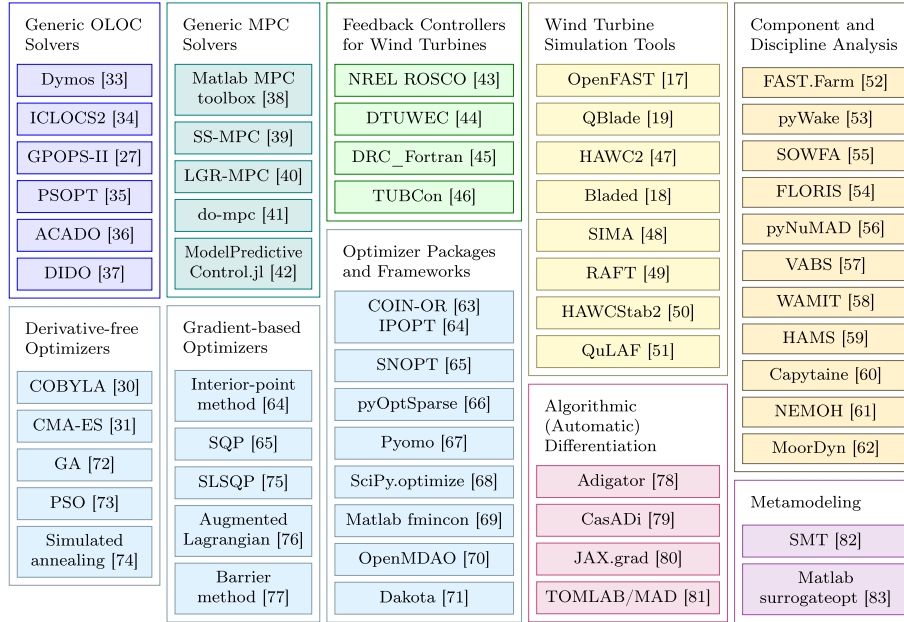 Generic OLOC
Solvers
Dymos [33]
ICLOCS2 [34]
GPOPS-II [27]
PSOPT [35]
ACADO [36]
DIDO [37]
Generic MPC
Solvers
Matlab MPC
toolbox [38]
SS-MPC [39]
LGR-MPC [40]
do-mpc [41]
ModelPredictive
Control.jl [42]
Feedback Controllers
for Wind Turbines
NREL ROSCO [43]
DTUWEC [44]
DRC_Fortran [45]
TUBCon [46]
Wind Turbine
Simulation Tools
OpenFAST [17]
QBlade [19]
HAWC2 [47]
Bladed [18]
SIMA [48]
RAFT [49]
HAWCStab2 [50]
QuLAF [51]
Component and
Discipline Analysis
FAST.Farm [52]
pyWake [53]
SOWFA [55]
FLORIS [54]
pyNuMAD [56]
VABS [57]
WAMIT [58]
HAMS [59]
Capytaine [60]
NEMOH [61]
MoorDyn [62]
Derivative-free
Optimizers
COBYLA [30]
CMA-ES [31]
GA [72]
PSO [73]
Simulated
annealing [74]
Gradient-based
Optimizers
Interior-point
method [64]
SQP [65]
SLSQP [75]
Augmented
Lagrangian [76]
Barrier
method [77]
Optimizer Packages
and Frameworks
COIN-OR [63]
IPOPT [64]
SNOPT [65]
pyOptSparse [66]
Pyomo [67]
SciPy.optimize [68]
Matlab fmincon [69]
OpenMDAO [70]
Dakota [71]
Algorithmic
(Automatic)
Differentiation
Adigator [78]
CasADi [79]
JAX.grad [80]
TOMLAB/MAD [81]
Metamodeling
SMT [82]
Matlab
surrogateopt [83]